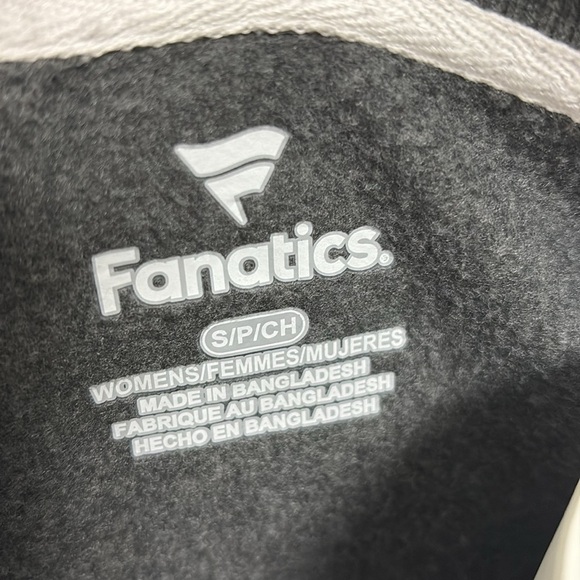 Fanatics.
S/P/CH
WOMENS/FEMMES/MUJERES
MADE IN BANGLADESH
FABRIQUE AU BANGLADESH
HECHO EN BANGLADESH